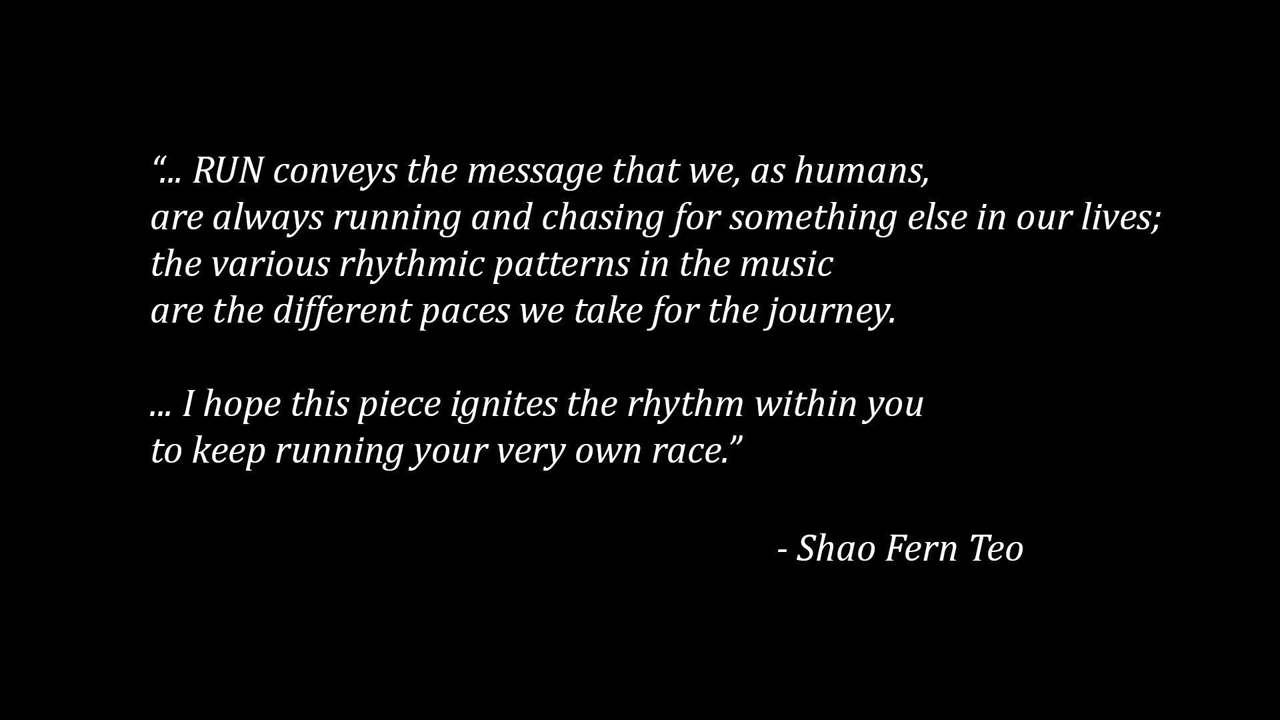 “... RUN conveys the message that we, as humans,
are always running and chasing for something else in our lives;
the various rhythmic patterns in the music
are the different paces we take for the journey.
... I hope this piece ignites the rhythm within you
to keep running your very own race.”
- Shao Fern Teo